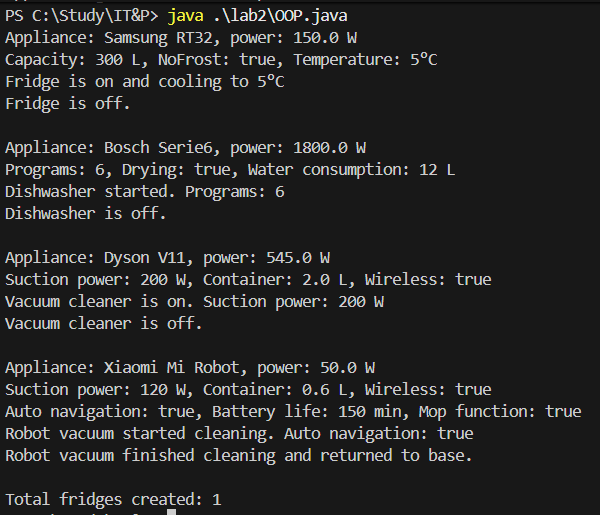 PS C:\Study\IT&P> java .\lab2\OOP.java
Appliance: Samsung RT32, power: 150.0 W
Capacity: 300 L, NoFrost: true, Temperature: 5°C
Fridge is on and cooling to 5°C
Fridge is off.
Appliance: Bosch Serie6, power: 1800.0 W
Programs: 6, Drying: true, Water consumption: 12 L
Dishwasher started. Programs: 6
Dishwasher is off.
Appliance: Dyson V11, power: 545.0 W
Suction power: 200 W, Container: 2.0 L, Wireless: true
Vacuum cleaner is on. Suction power: 200 W
Vacuum cleaner is off.
Appliance: Xiaomi Mi Robot, power: 50.0 W
Suction power: 120 W, Container: 0.6 L, Wireless: true
Auto navigation: true, Battery life: 150 min, Mop function: true
Robot vacuum started cleaning. Auto navigation: true
Robot vacuum finished cleaning and returned to base.
Total fridges created: 1